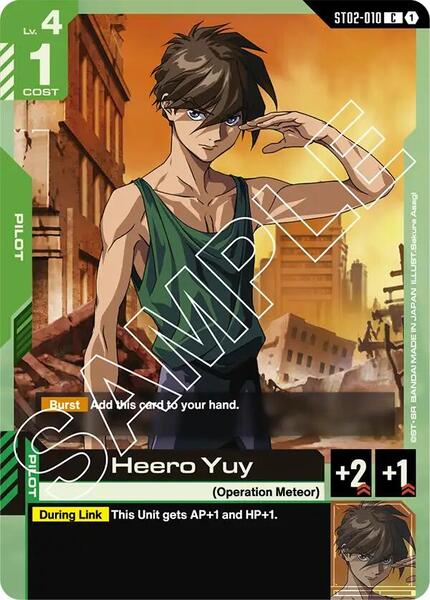 Lv. 4
1
COST
ST02-010 C 1
PILOT
©ST・SR BANDAI MADE IN JAPAN ILLUST.Sakura Asagi
SAMPLE
Burst Add this card to your hand.
PILOT
Heero Yuy
+2 +1
(Operation Meteor)
During Link This Unit gets AP+1 and HP+1.